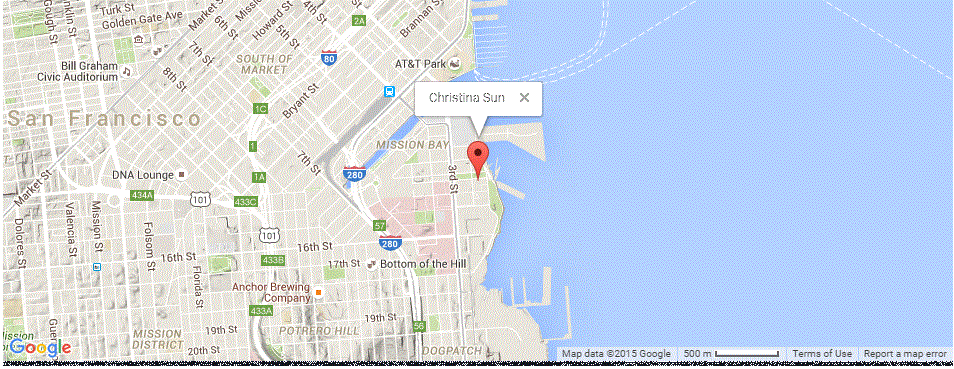 Gough St
Franklin St
Turk St
Golden Gate Ave
Market St
Mission St
Howard St
6th St
5th St
4th St
7th St
8th St
2A
Brannan St
80
Bill Graham
Civic Auditorium
SOUTH OF
MARKET
AT&T Park
Christina Sun
1C
Bryant St
San Francisco
1
MISSION BAY
7th St
280
3rd St
DNA Lounge
1A
Market St
434A
101
433C
57
101
16th St
280
16th St
433B
17th St
Bottom of the Hill
Dolores St
Valencia St
Mission St
Folsom St
Florida St
Anchor Brewing
Company
433A
19th St
19th St
56
MISSION
DISTRICT
POTRERO HILL
20th St
20th St
DOGPATCH
Google
Map data ©2015 Google
500 m
Terms of Use
Report a map error